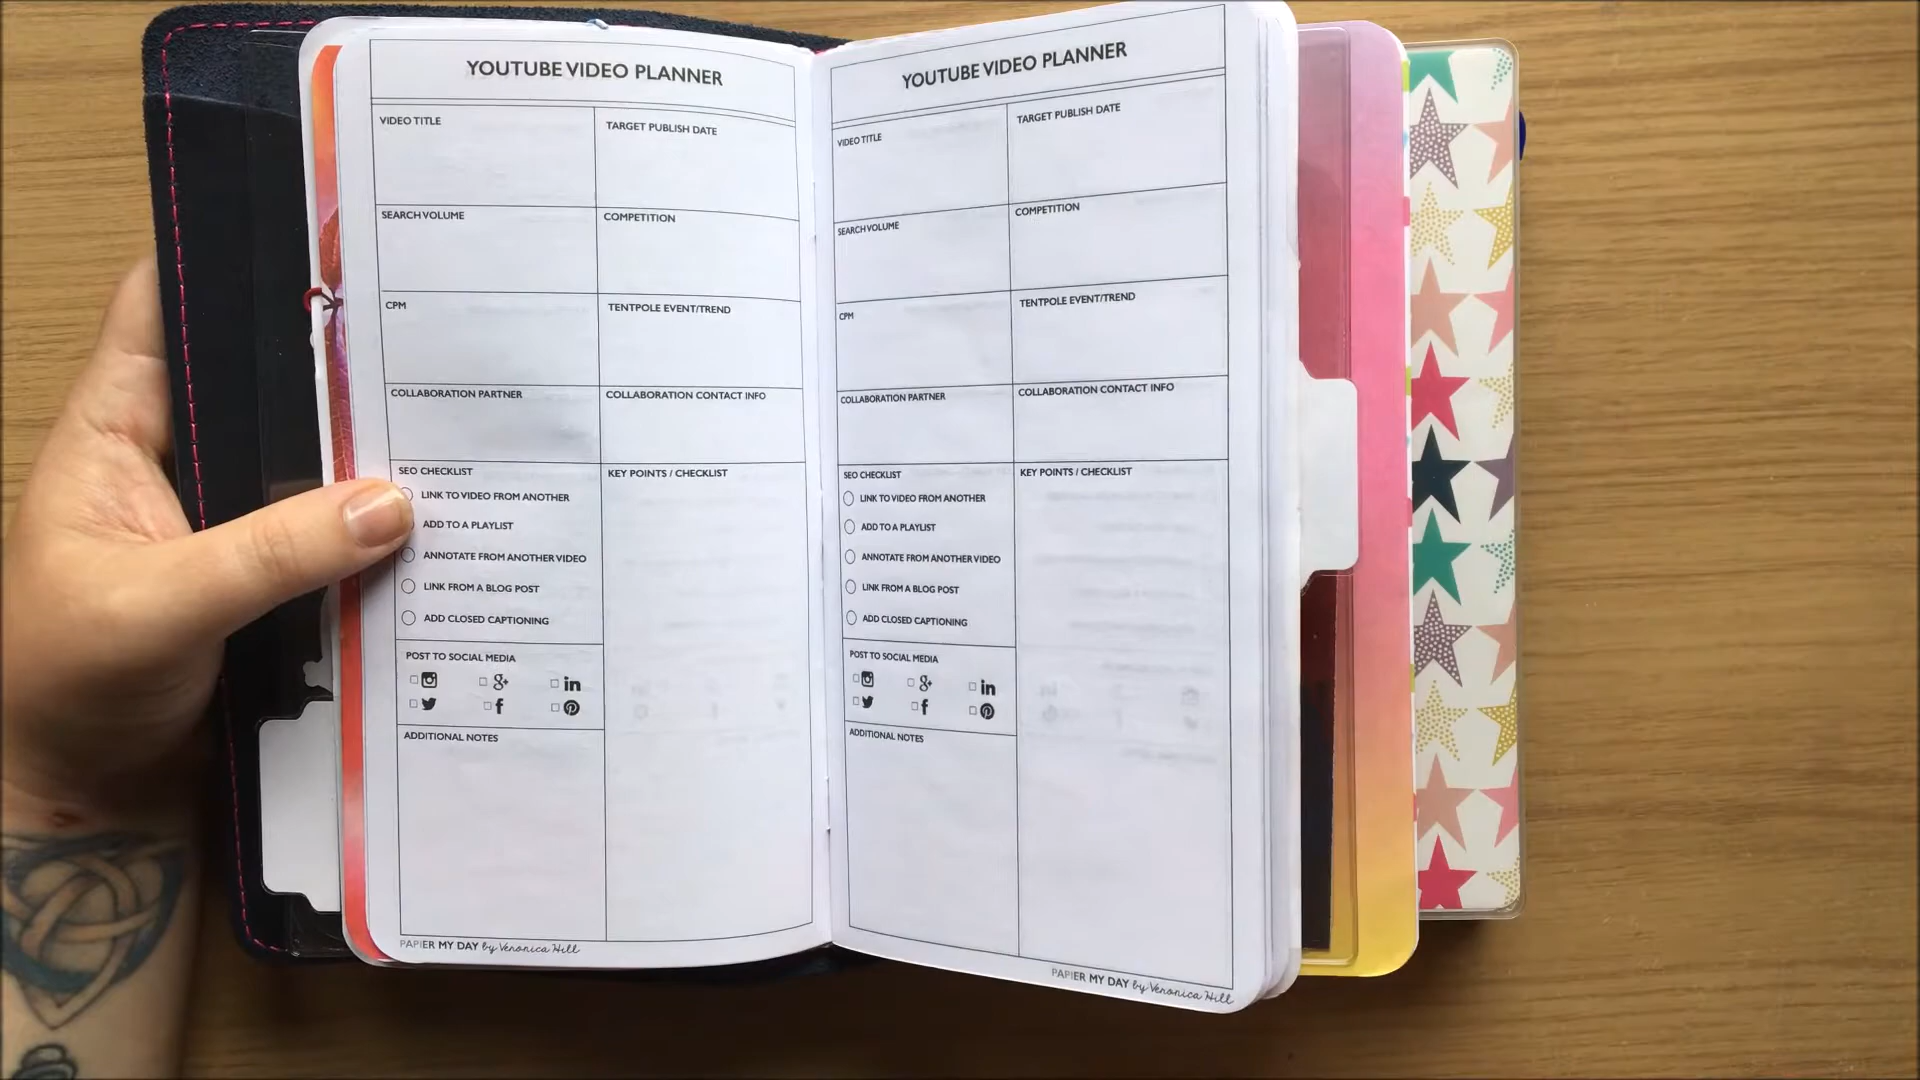 YOUTUBE VIDEO PLANNER
VIDEO TITLE
TARGET PUBLISH DATE
SEARCH VOLUME
COMPETITION
CPM
TENTPOLE EVENT/TREND
COLLABORATION PARTNER
COLLABORATION CONTACT INFO
SEO CHECKLIST
LINK TO VIDEO FROM ANOTHER
ADD TO A PLAYLIST
ANNOTATE FROM ANOTHER VIDEO
LINK FROM A BLOG POST
ADD CLOSED CAPTIONING
KEY POINTS / CHECKLIST
POST TO SOCIAL MEDIA
g+
in
f
ADDITIONAL NOTES
PAPIER MY DAY by Veronica Hill
YOUTUBE VIDEO PLANNER
VIDEO TITLE
TARGET PUBLISH DATE
SEARCH VOLUME
COMPETITION
CPM
TENTPOLE EVENT/TREND
COLLABORATION PARTNER
COLLABORATION CONTACT INFO
SEO CHECKLIST
LINK TO VIDEO FROM ANOTHER
ADD TO A PLAYLIST
ANNOTATE FROM ANOTHER VIDEO
LINK FROM A BLOG POST
ADD CLOSED CAPTIONING
KEY POINTS / CHECKLIST
POST TO SOCIAL MEDIA
g+
in
f
ADDITIONAL NOTES
PAPIER MY DAY by Veronica Hill